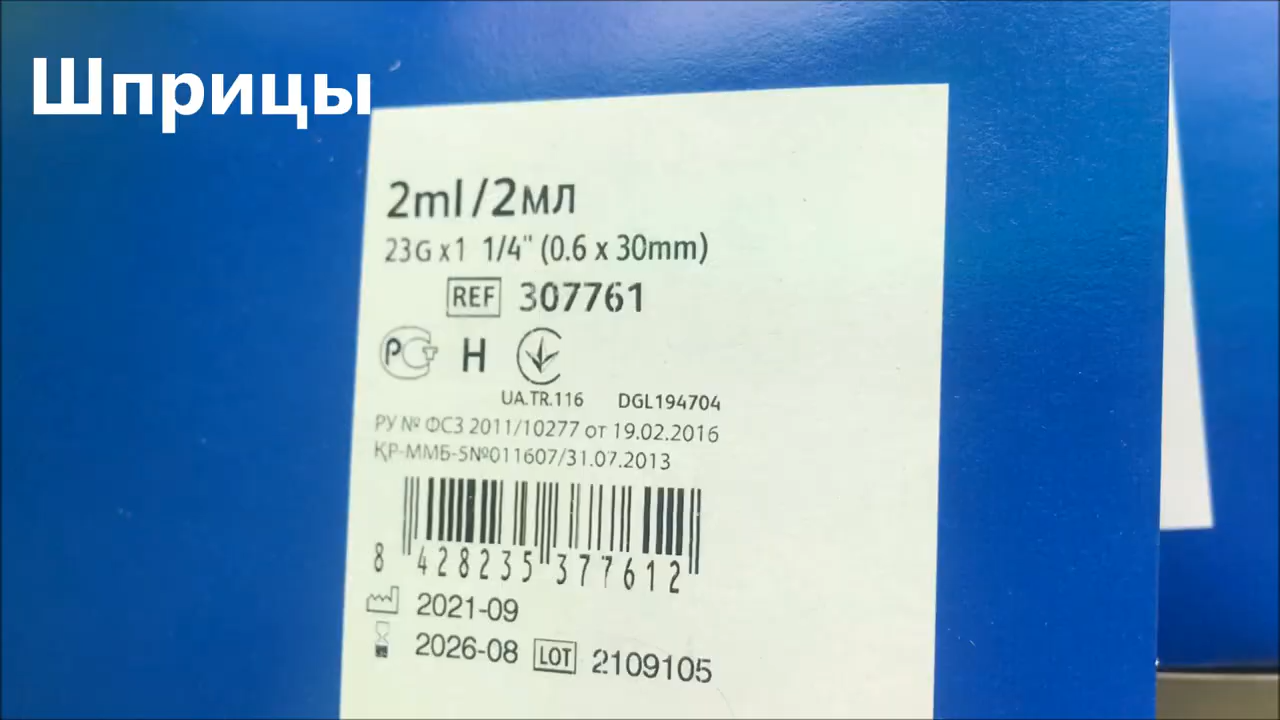 Шприцы
2ml/2мл
23G x 1 1/4" (0.6 x 30mm)
REF 307761
РСТ H
UA.TR.116 DGL194704
РУ № ФСЗ 2011/10277 от 19.02.2016
ҚР-ММБ-5№011607/31.07.2013
8 428235 377612
2021-09
2026-08 LOT 2109105